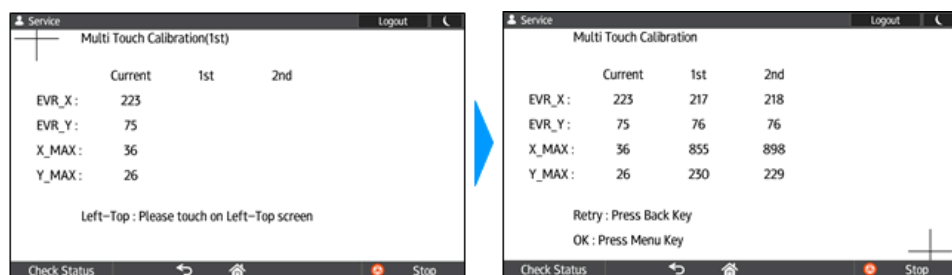 Service Logout
Multi Touch Calibration(1st)
Current 1st 2nd
EVR_X : 223
EVR_Y : 75
X_MAX : 36
Y_MAX : 26
Left-Top : Please touch on Left-Top screen
Check Status Stop
Service Logout
Multi Touch Calibration
Current 1st 2nd
EVR_X : 223 217 218
EVR_Y : 75 76 76
X_MAX : 36 855 898
Y_MAX : 26 230 229
Retry : Press Back Key
OK : Press Menu Key
Check Status Stop